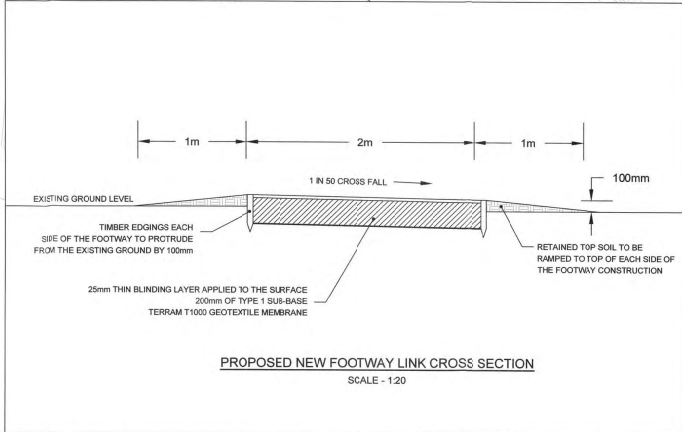 1m
2m
1m
100mm
1 IN 50 CROSS FALL
EXISTING GROUND LEVEL
TIMBER EDGINGS EACH
SIDE OF THE FOOTWAY TO PROTRUDE
FROM THE EXISTING GROUND BY 100mm
RETAINED TOP SOIL TO BE
RAMPED TO TOP OF EACH SIDE OF
THE FOOTWAY CONSTRUCTION
25mm THIN BLINDING LAYER APPLIED TO THE SURFACE
200mm OF TYPE 1 SUB-BASE
TERRAM T1000 GEOTEXTILE MEMBRANE
PROPOSED NEW FOOTWAY LINK CROSS SECTION
SCALE - 1:20